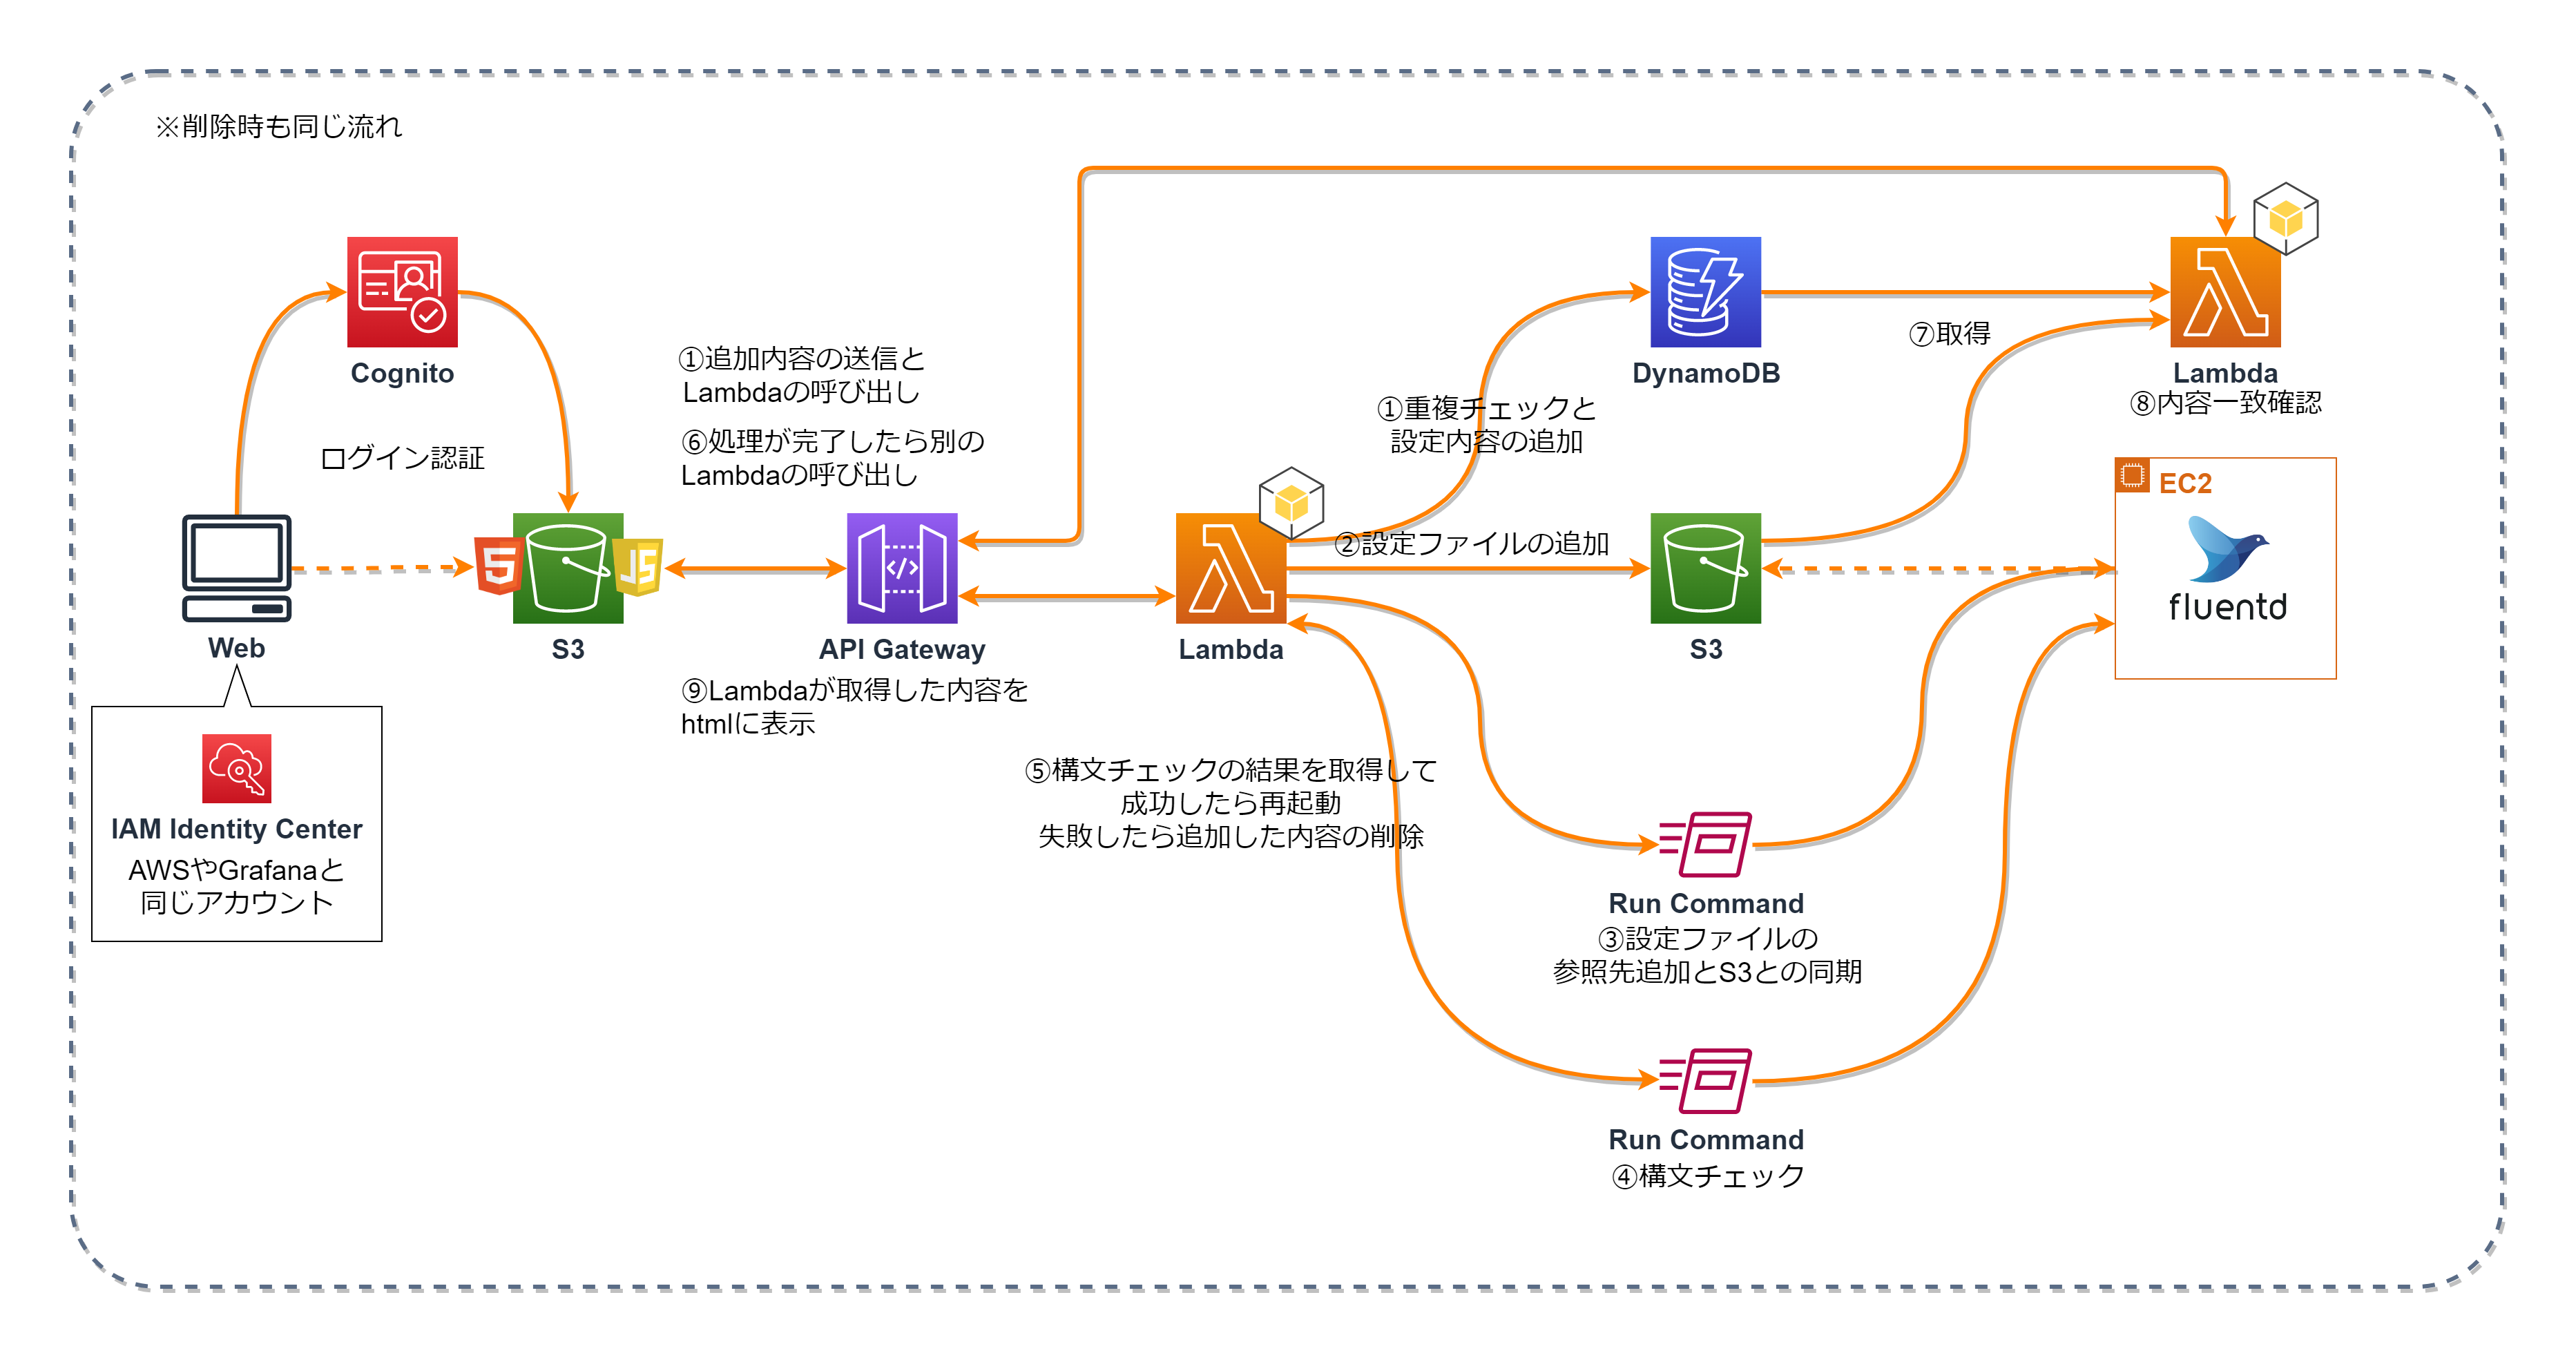 ※削除時も同じ流れ
Cognito
ログイン認証
Web
IAM Identity Center
AWSやGrafanaと
同じアカウント
5
JS
S3
①追加内容の送信と
Lambdaの呼び出し
⑥処理が完了したら別の
Lambdaの呼び出し
</>
API Gateway
⑨Lambdaが取得した内容を
htmlに表示
Lambda
①重複チェックと
設定内容の追加
②設定ファイルの追加
⑤構文チェックの結果を取得して
成功したら再起動
失敗したら追加した内容の削除
DynamoDB
S3
Run Command
③設定ファイルの
参照先追加とS3との同期
Run Command
④構文チェック
⑦取得
Lambda
⑧内容一致確認
EC2
fluentd